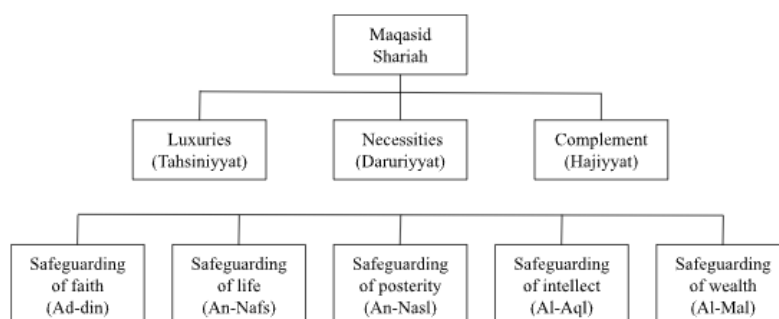 Maqasid
Shariah
Luxuries
(Tahsiniyyat)
Necessities
(Daruriyyat)
Complement
(Hajiyyat)
Safeguarding
of faith
(Ad-din)
Safeguarding
of life
(An-Nafs)
Safeguarding
of posterity
(An-Nasl)
Safeguarding
of intellect
(Al-Aql)
Safeguarding
of wealth
(Al-Mal)